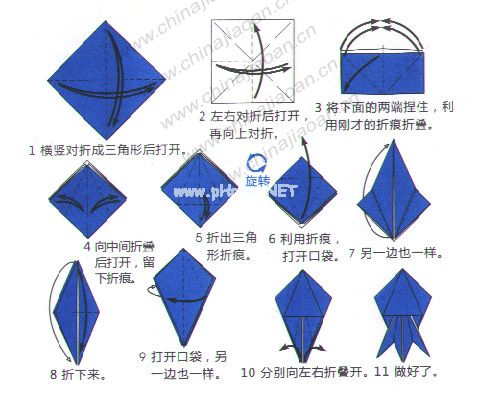 www.chinajiaoan.cn
www.chinajiaoan.cn
2 左右对折后打开，
再向上对折。
3 将下面的两端捏住，利
用刚才的折痕折叠。
1 横竖对折成三角形后打开。
旋转
4 向中间折叠
后打开，留
下折痕。
5 折出三角
形折痕。
6 利用折痕，
打开口袋。
7 另一边也一样。
8 折下来。
9 打开口袋，另
一边也一样。
10 分别向左右折叠开。
11 做好了。